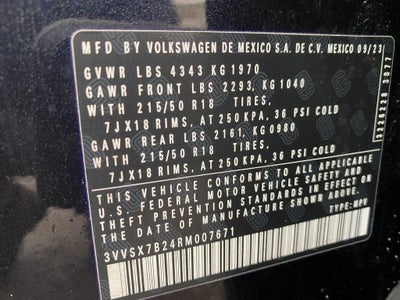 MFD BY VOLKSWAGEN DE MEXICO S.A. DE C.V. MEXICO 09/23
GVWR LBS 4343 KG 1970
GAWR FRONT LBS 2293, KG 1040
WITH 215/50 R18 TIRES,
7JX18 RIMS, AT 250 KPA, 36 PSI COLD
GAWR REAR LBS 2161, KG 0980
WITH 215/50 R18 TIRES,
7JX18 RIMS, AT 250 KPA, 36 PSI COLD
THIS VEHICLE CONFORMS TO ALL APPLICABLE
U.S. FEDERAL MOTOR VEHICLE SAFETY AND
THEFT PREVENTION STANDARDS IN EFFECT ON
THE DATE OF MANUFACTURE SHOWN ABOVE.
TYPE: MPV
3VVSX7B24RM007671
3226228 3877